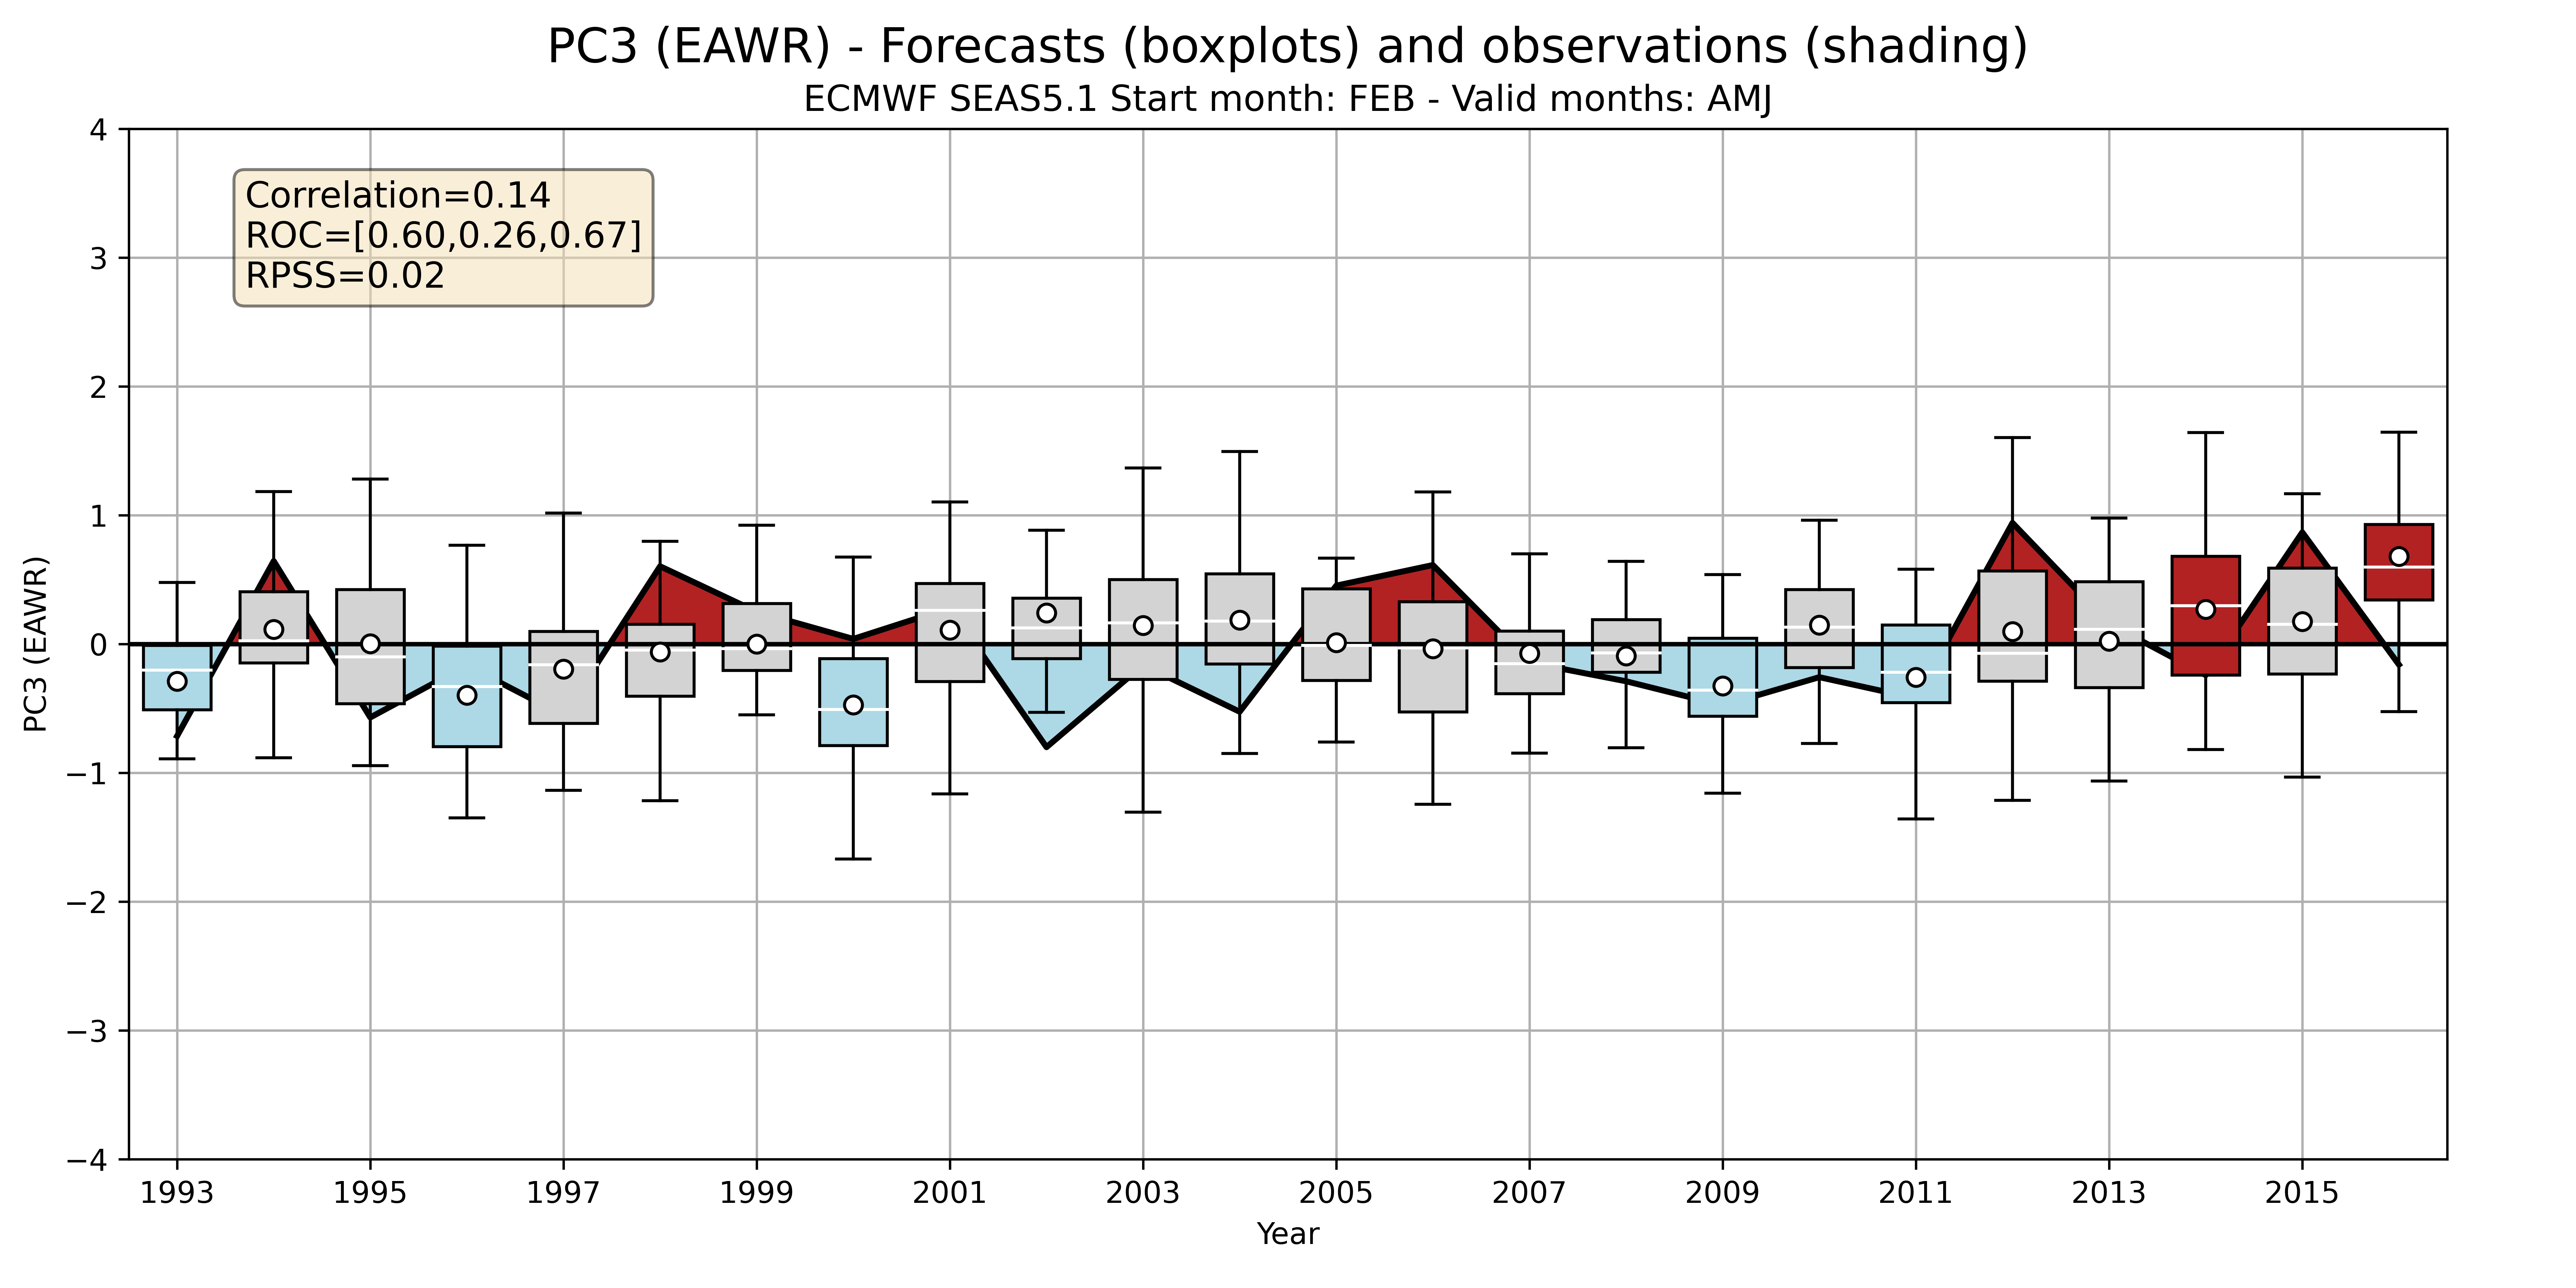 PC3 (EAWR) - Forecasts (boxplots) and observations (shading)
ECMWF SEAS5.1 Start month: FEB - Valid months: AMJ
Correlation=0.14
ROC=[0.60,0.26,0.67]
RPSS=0.02
PC3 (EAWR)
4
3
2
1
0
−1
−2
−3
−4
1993 1995 1997 1999 2001 2003 2005 2007 2009 2011 2013 2015
Year